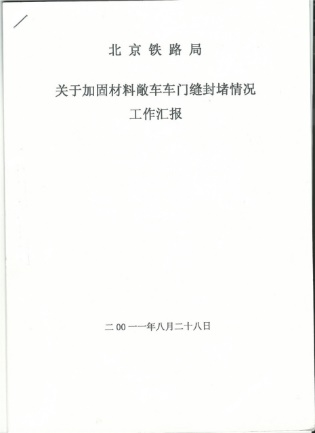 北京铁路局
关于加固材料敞车车门缝封堵情况
工作汇报
二00一一年八月二十八日